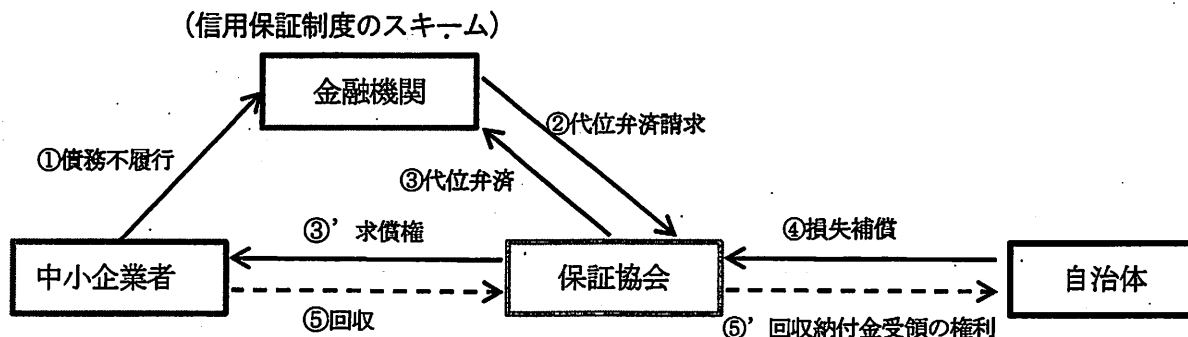 （信用保証制度のスキーム）
金融機関
②代位弁済請求
①債務不履行
③代位弁済
③’求償権
④損失補償
中小企業者
保証協会
自治体
⑤回収
⑤’回収納付金受領の権利